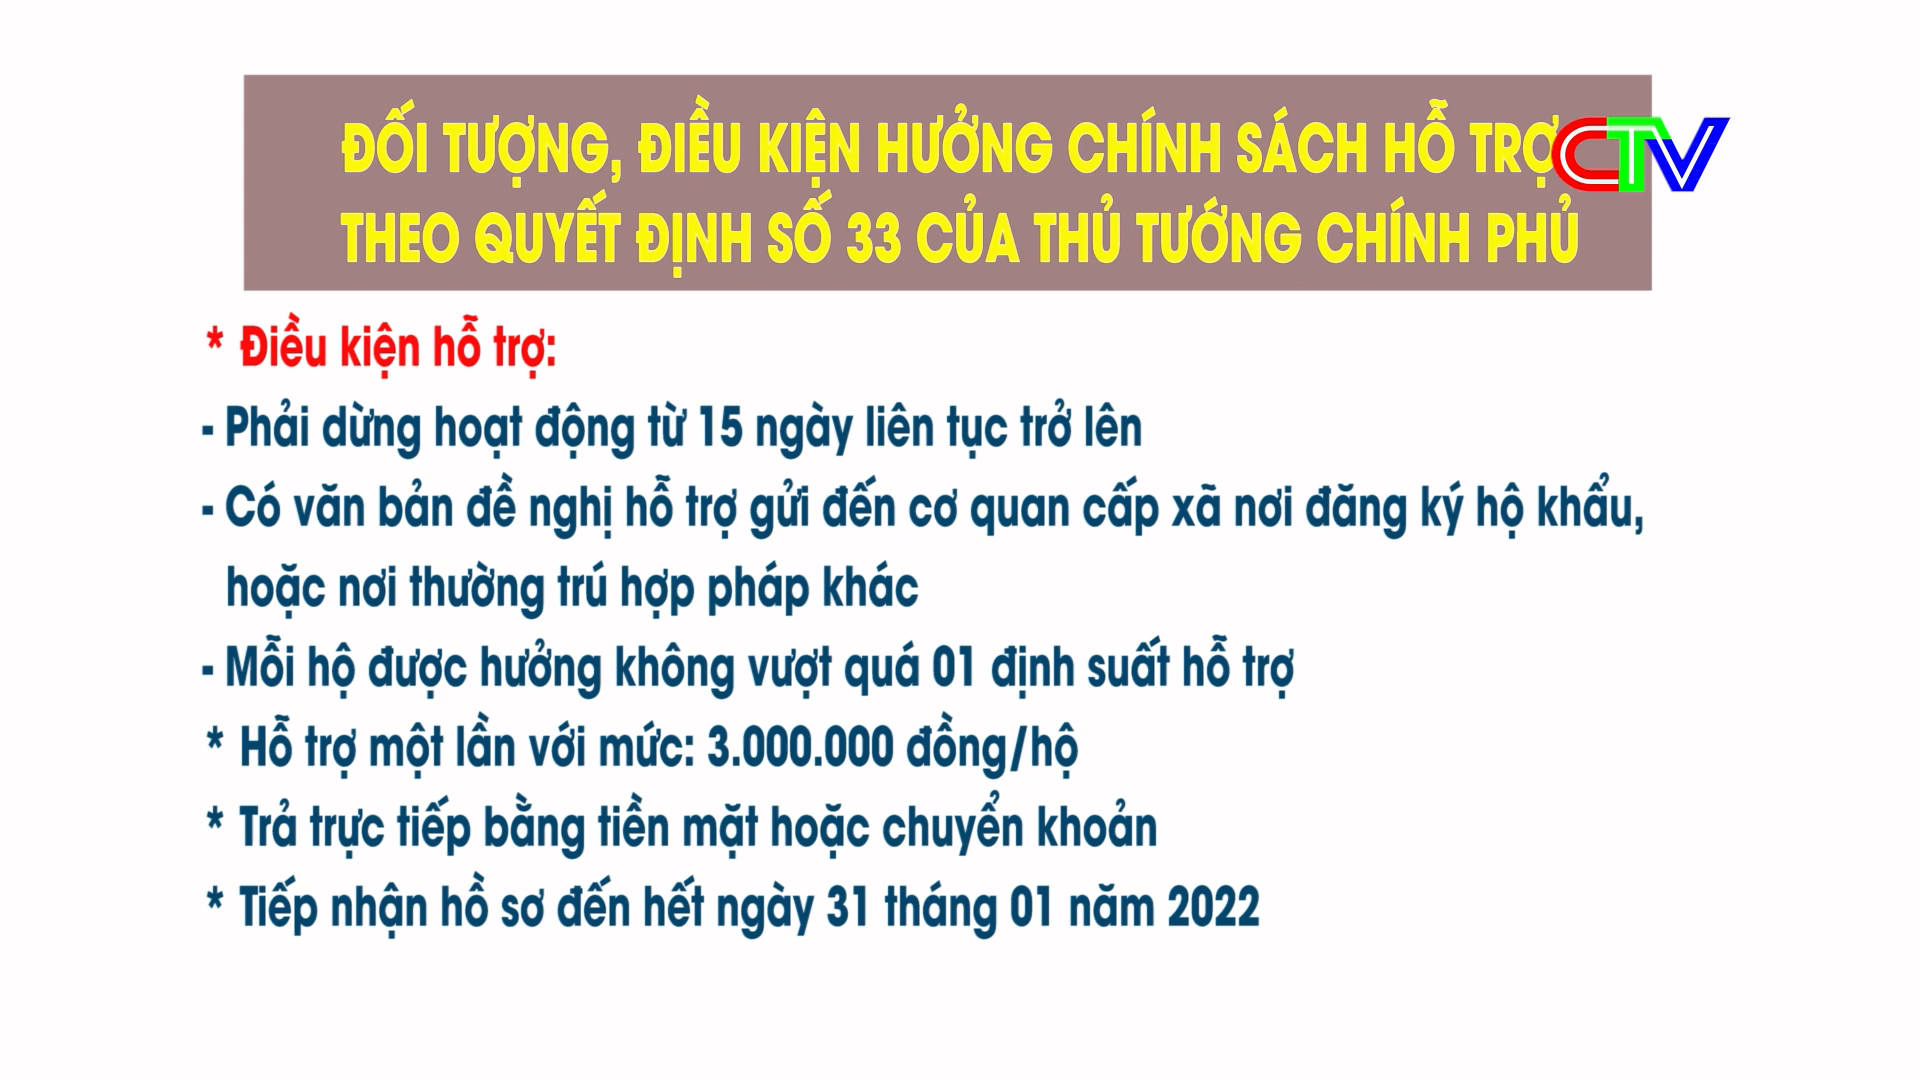 ĐỐI TƯỢNG, ĐIỀU KIỆN HƯỞNG CHÍNH SÁCH HỖ TRỢ
CTV
THEO QUYẾT ĐỊNH SỐ 33 CỦA THỦ TƯỚNG CHÍNH PHỦ
* Điều kiện hỗ trợ:
- Phải dừng hoạt động từ 15 ngày liên tục trở lên
- Có văn bản đề nghị hỗ trợ gửi đến cơ quan cấp xã nơi đăng ký hộ khẩu,
hoặc nơi thường trú hợp pháp khác
- Mỗi hộ được hưởng không vượt quá 01 định suất hỗ trợ
* Hỗ trợ một lần với mức: 3.000.000 đồng/hộ
* Trả trực tiếp bằng tiền mặt hoặc chuyển khoản
* Tiếp nhận hồ sơ đến hết ngày 31 tháng 01 năm 2022